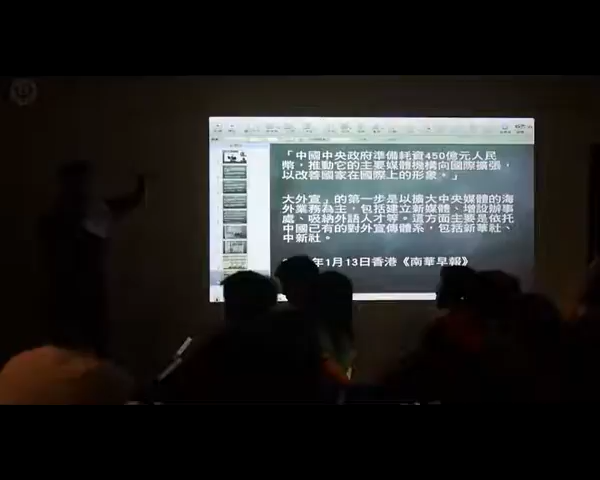 「中國中央政府準備耗資450億元人民
幣，推動它的主要媒體機構向國際擴張，
以改善國家在國際上的形象。」
大外宣」的第一步是以擴大中央媒體的海
外業務為主，包括建立新媒體、增設辦事
處、吸納外語人才等。這方面主要是依托
中國已有的對外宣傳體系，包括新華社、
中新社。
年1月13日香港《南華早報》